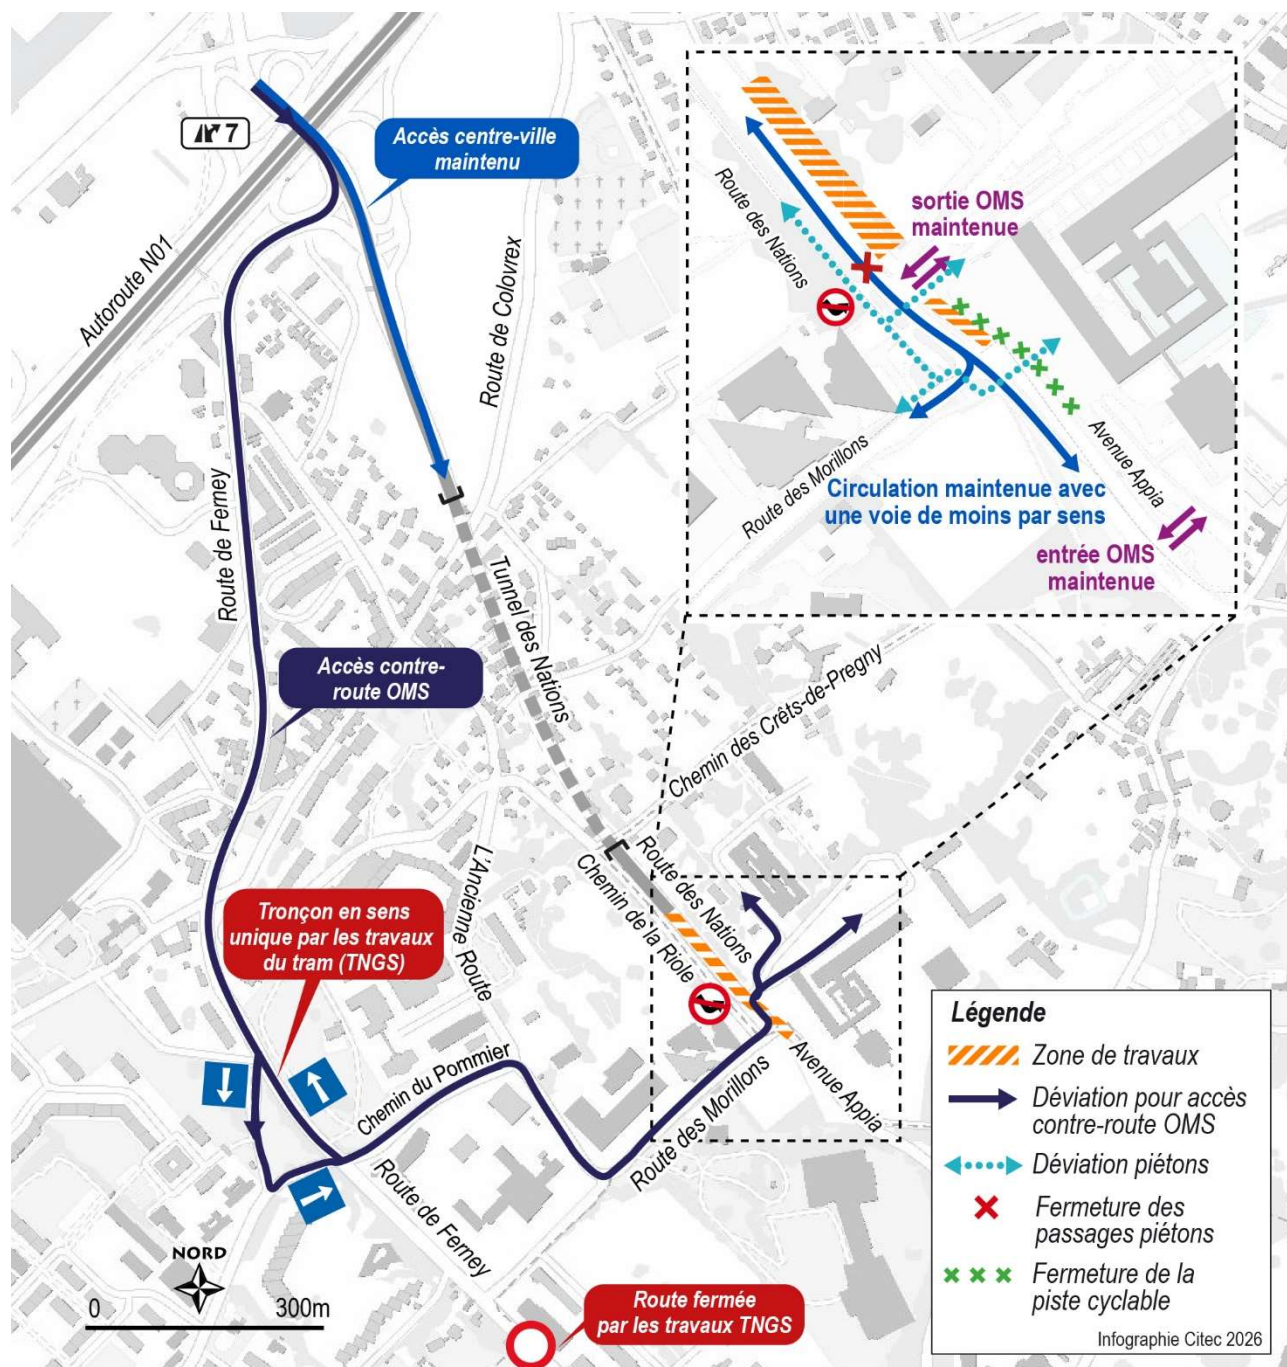 7
Accès centre-ville
maintenu
Autoroute N01
Route de Colovrex
Route de Ferney
Tunnel des Nations
Accès contre-
route OMS
Chemin des Crêts-de-Pregny
L'Ancienne Route
Chemin de la Riole
Route des Nations
Tronçon en sens
unique par les travaux
du tram (TNGS)
Chemin du Pommier
Route des Morillons
Avenue Appia
Route de Ferney
NORD
0 300m
Route fermée
par les travaux TNGS
sortie OMS
maintenue
Route des Nations
Route des Morillons
Avenue Appia
Circulation maintenue avec
une voie de moins par sens
entrée OMS
maintenue
Légende
Zone de travaux
Déviation pour accès
contre-route OMS
Déviation piétons
Fermeture des
passages piétons
Fermeture de la
piste cyclable
Infographie Citec 2026